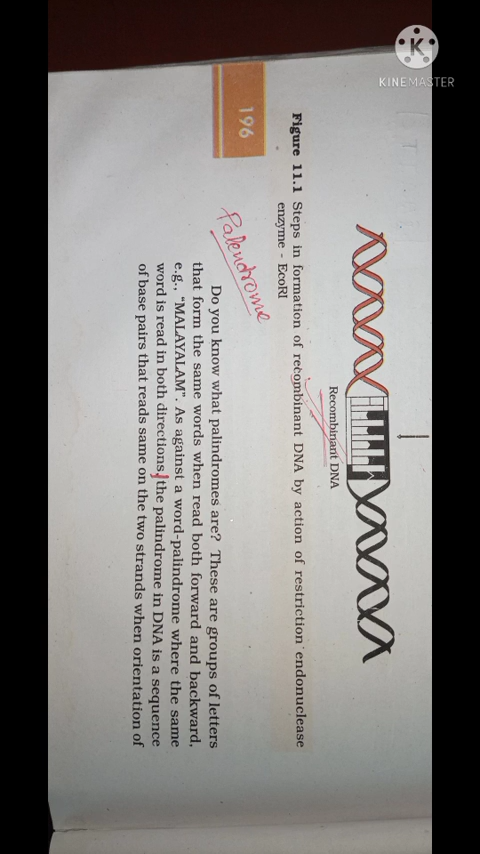 KINEMASTER
Recombinant DNA
Figure 11.1 Steps in formation of recombinant DNA by action of restriction endonuclease
enzyme - EcoRI
196
Palendrome
Do you know what palindromes are? These are groups of letters
that form the same words when read both forward and backward,
e.g., “MALAYALAM”. As against a word-palindrome where the same
word is read in both directions, the palindrome in DNA is a sequence
of base pairs that reads same on the two strands when orientation of